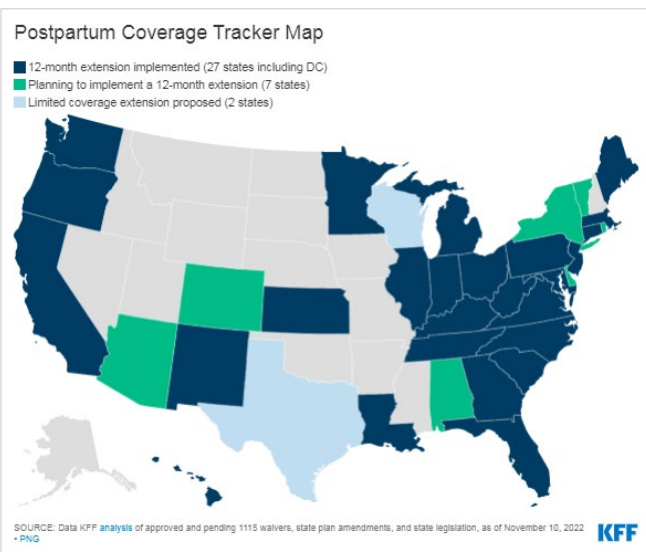 Postpartum Coverage Tracker Map
12-month extension implemented (27 states including DC)
Planning to implement a 12-month extension (7 states)
Limited coverage extension proposed (2 states)
SOURCE: Data KFF analysis of approved and pending 1115 waivers, state plan amendments, and state legislation, as of November 10, 2022
• PNG
KFF